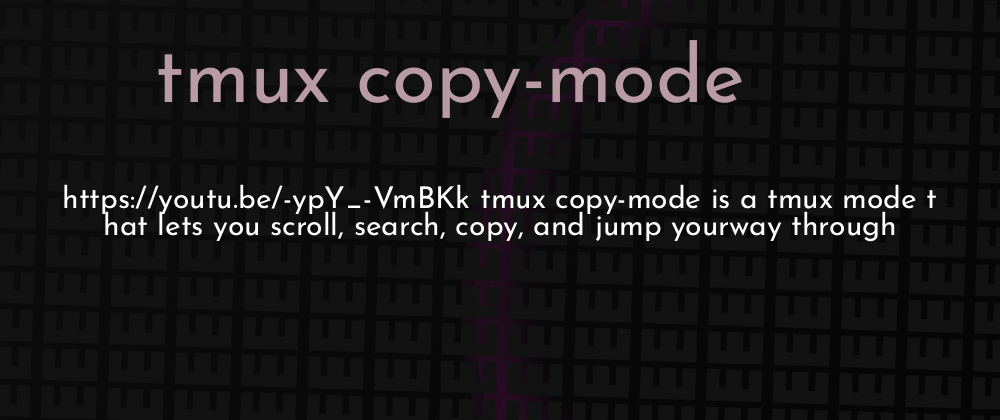 tmux copy-mode
https://youtu.be/-ypY_-VmBKk tmux copy-mode is a tmux mode t
hat lets you scroll, search, copy, and jump yourway through